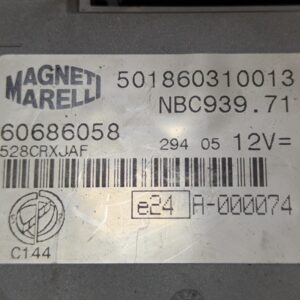 MAGNETI MARELLI
501860310013
NBC939.71
60686058
528CRXJAF
294 05 12V=
e24 A-000074
C144